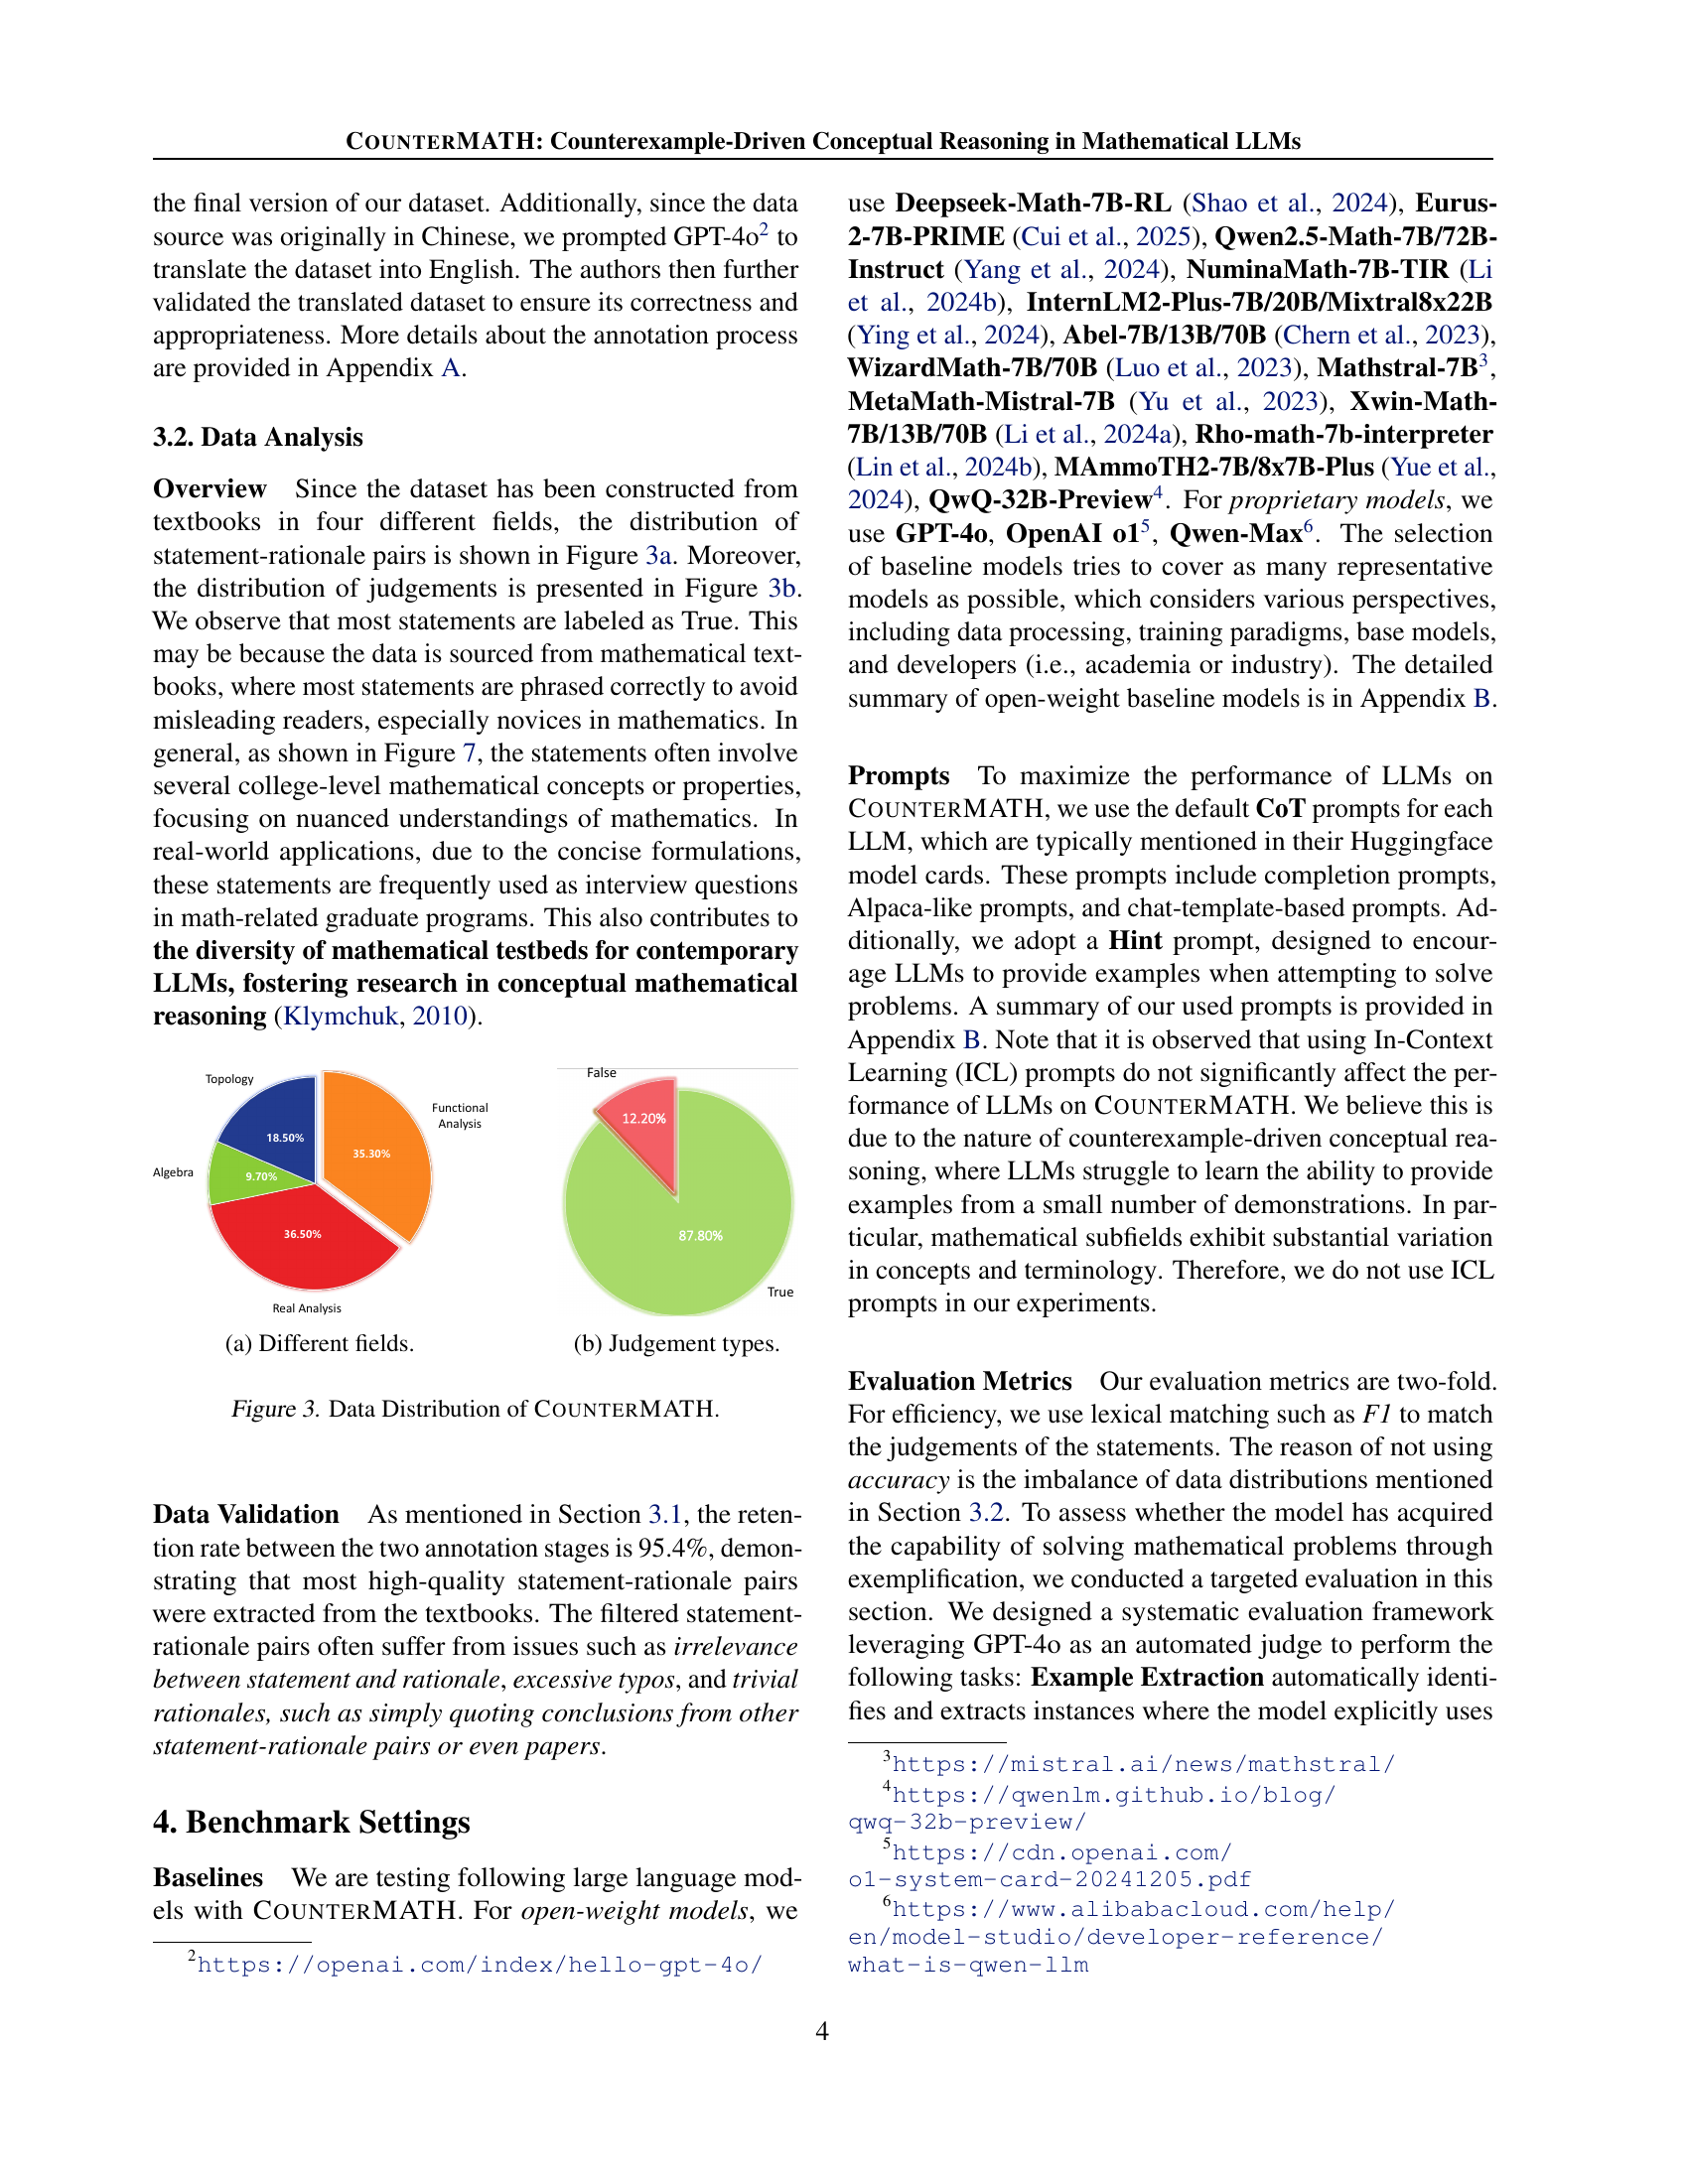 COUNTERMATH: Counterexample-Driven Conceptual Reasoning in Mathematical LLMs
the final version of our dataset. Additionally, since the data
source was originally in Chinese, we prompted GPT-4o2 to
translate the dataset into English. The authors then further
validated the translated dataset to ensure its correctness and
appropriateness. More details about the annotation process
are provided in Appendix A.
3.2. Data Analysis
Overview Since the dataset has been constructed from
textbooks in four different fields, the distribution of
statement-rationale pairs is shown in Figure 3a. Moreover,
the distribution of judgements is presented in Figure 3b.
We observe that most statements are labeled as True. This
may be because the data is sourced from mathematical text-
books, where most statements are phrased correctly to avoid
misleading readers, especially novices in mathematics. In
general, as shown in Figure 7, the statements often involve
several college-level mathematical concepts or properties,
focusing on nuanced understandings of mathematics. In
real-world applications, due to the concise formulations,
these statements are frequently used as interview questions
in math-related graduate programs. This also contributes to
the diversity of mathematical testbeds for contemporary
LLMs, fostering research in conceptual mathematical
reasoning (Klymchuk, 2010).
Topology
Functional
Analysis
18.50%
35.30%
Algebra
9.70%
36.50%
Real Analysis
False
12.20%
87.80%
True
(a) Different fields.
(b) Judgement types.
Figure 3. Data Distribution of COUNTERMATH.
Data Validation As mentioned in Section 3.1, the reten-
tion rate between the two annotation stages is 95.4%, demon-
strating that most high-quality statement-rationale pairs
were extracted from the textbooks. The filtered statement-
rationale pairs often suffer from issues such as irrelevance
between statement and rationale, excessive typos, and trivial
rationales, such as simply quoting conclusions from other
statement-rationale pairs or even papers.
4. Benchmark Settings
Baselines We are testing following large language mod-
els with COUNTERMATH. For open-weight models, we
2https://openai.com/index/hello-gpt-4o/
use Deepseek-Math-7B-RL (Shao et al., 2024), Eurus-
2-7B-PRIME (Cui et al., 2025), Qwen2.5-Math-7B/72B-
Instruct (Yang et al., 2024), NuminaMath-7B-TIR (Li
et al., 2024b), InternLM2-Plus-7B/20B/Mixtral8x22B
(Ying et al., 2024), Abel-7B/13B/70B (Chern et al., 2023),
WizardMath-7B/70B (Luo et al., 2023), Mathstral-7B3,
MetaMath-Mistral-7B (Yu et al., 2023), Xwin-Math-
7B/13B/70B (Li et al., 2024a), Rho-math-7b-interpreter
(Lin et al., 2024b), MAmmoTH2-7B/8x7B-Plus (Yue et al.,
2024), QwQ-32B-Preview4. For proprietary models, we
use GPT-4o, OpenAI o15, Qwen-Max6. The selection
of baseline models tries to cover as many representative
models as possible, which considers various perspectives,
including data processing, training paradigms, base models,
and developers (i.e., academia or industry). The detailed
summary of open-weight baseline models is in Appendix B.
Prompts To maximize the performance of LLMs on
COUNTERMATH, we use the default CoT prompts for each
LLM, which are typically mentioned in their Huggingface
model cards. These prompts include completion prompts,
Alpaca-like prompts, and chat-template-based prompts. Ad-
ditionally, we adopt a Hint prompt, designed to encour-
age LLMs to provide examples when attempting to solve
problems. A summary of our used prompts is provided in
Appendix B. Note that it is observed that using In-Context
Learning (ICL) prompts do not significantly affect the per-
formance of LLMs on COUNTERMATH. We believe this is
due to the nature of counterexample-driven conceptual rea-
soning, where LLMs struggle to learn the ability to provide
examples from a small number of demonstrations. In par-
ticular, mathematical subfields exhibit substantial variation
in concepts and terminology. Therefore, we do not use ICL
prompts in our experiments.
Evaluation Metrics Our evaluation metrics are two-fold.
For efficiency, we use lexical matching such as F1 to match
the judgements of the statements. The reason of not using
accuracy is the imbalance of data distributions mentioned
in Section 3.2. To assess whether the model has acquired
the capability of solving mathematical problems through
exemplification, we conducted a targeted evaluation in this
section. We designed a systematic evaluation framework
leveraging GPT-4o as an automated judge to perform the
following tasks: Example Extraction automatically identi-
fies and extracts instances where the model explicitly uses
3https://mistral.ai/news/mathstral/
4https://qwenlm.github.io/blog/
qwq-32b-preview/
5https://cdn.openai.com/
o1-system-card-20241205.pdf
6https://www.alibabacloud.com/help/
en/model-studio/developer-reference/
what-is-qwen-llm
4